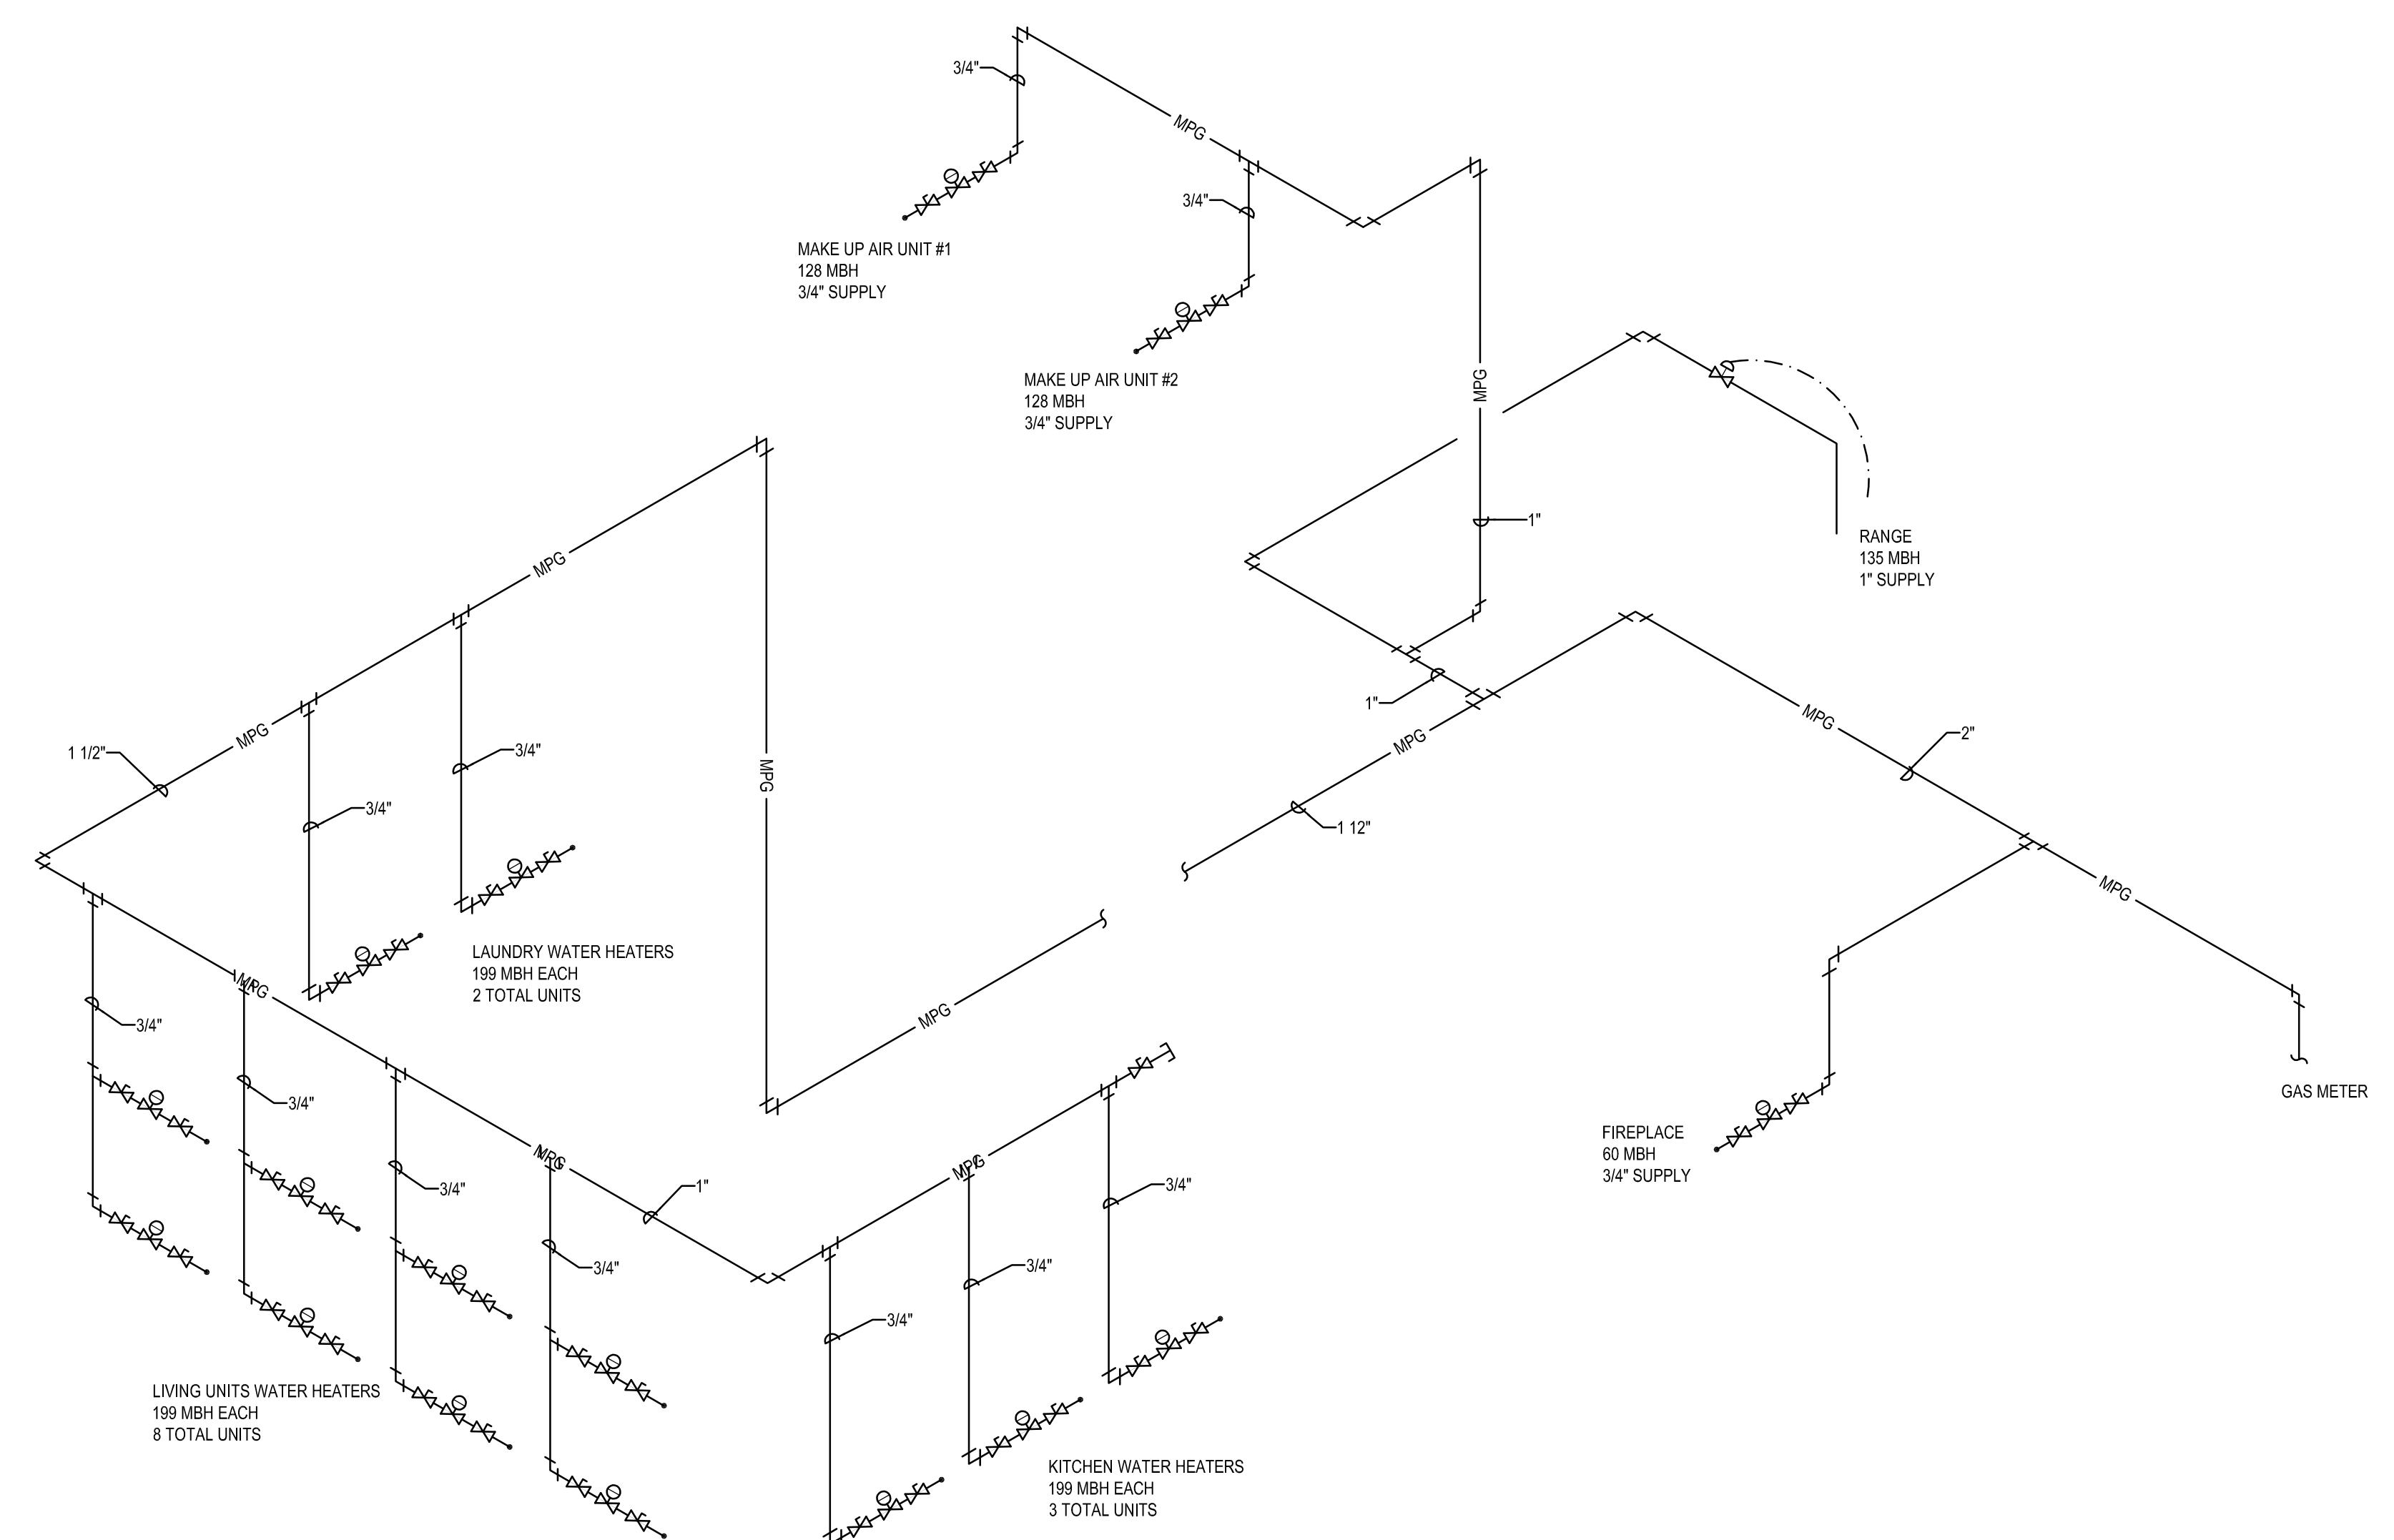 3/4"
MPG
3/4"
MAKE UP AIR UNIT #1
128 MBH
3/4" SUPPLY
MAKE UP AIR UNIT #2
128 MBH
3/4" SUPPLY
MPG
1"
RANGE
135 MBH
1" SUPPLY
MPG
1"
MPG
2"
MPG
1 1/2"
MPG
3/4"
3/4"
MPG
MPG
1 12"
MPG
LAUNDRY WATER HEATERS
199 MBH EACH
2 TOTAL UNITS
MPG
3/4"
3/4"
MPG
GAS METER
FIREPLACE
60 MBH
3/4" SUPPLY
MPG
3/4"
1"
MPG
3/4"
3/4"
3/4"
3/4"
LIVING UNITS WATER HEATERS
199 MBH EACH
8 TOTAL UNITS
KITCHEN WATER HEATERS
199 MBH EACH
3 TOTAL UNITS